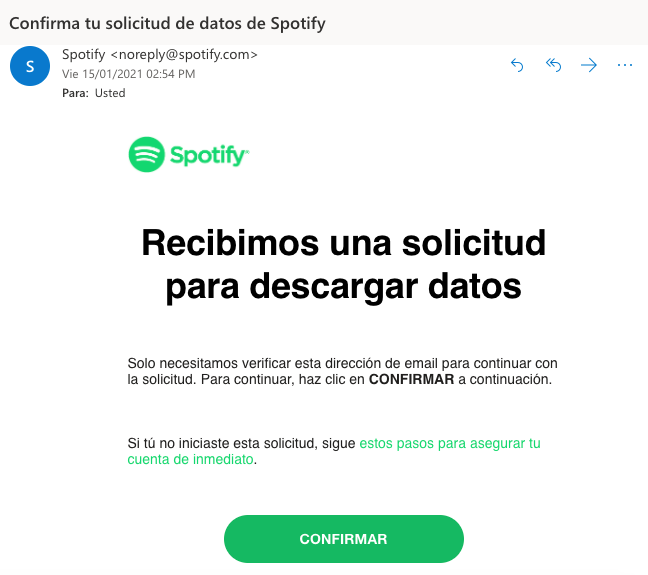 Confirma tu solicitud de datos de Spotify
S
Spotify <noreply@spotify.com>
Vie 15/01/2021 02:54 PM
Para: Usted
Spotify
Recibimos una solicitud
para descargar datos
Solo necesitamos verificar esta dirección de email para continuar con
la solicitud. Para continuar, haz clic en CONFIRMAR a continuación.
Si tú no iniciaste esta solicitud, sigue estos pasos para asegurar tu
cuenta de inmediato.
CONFIRMAR